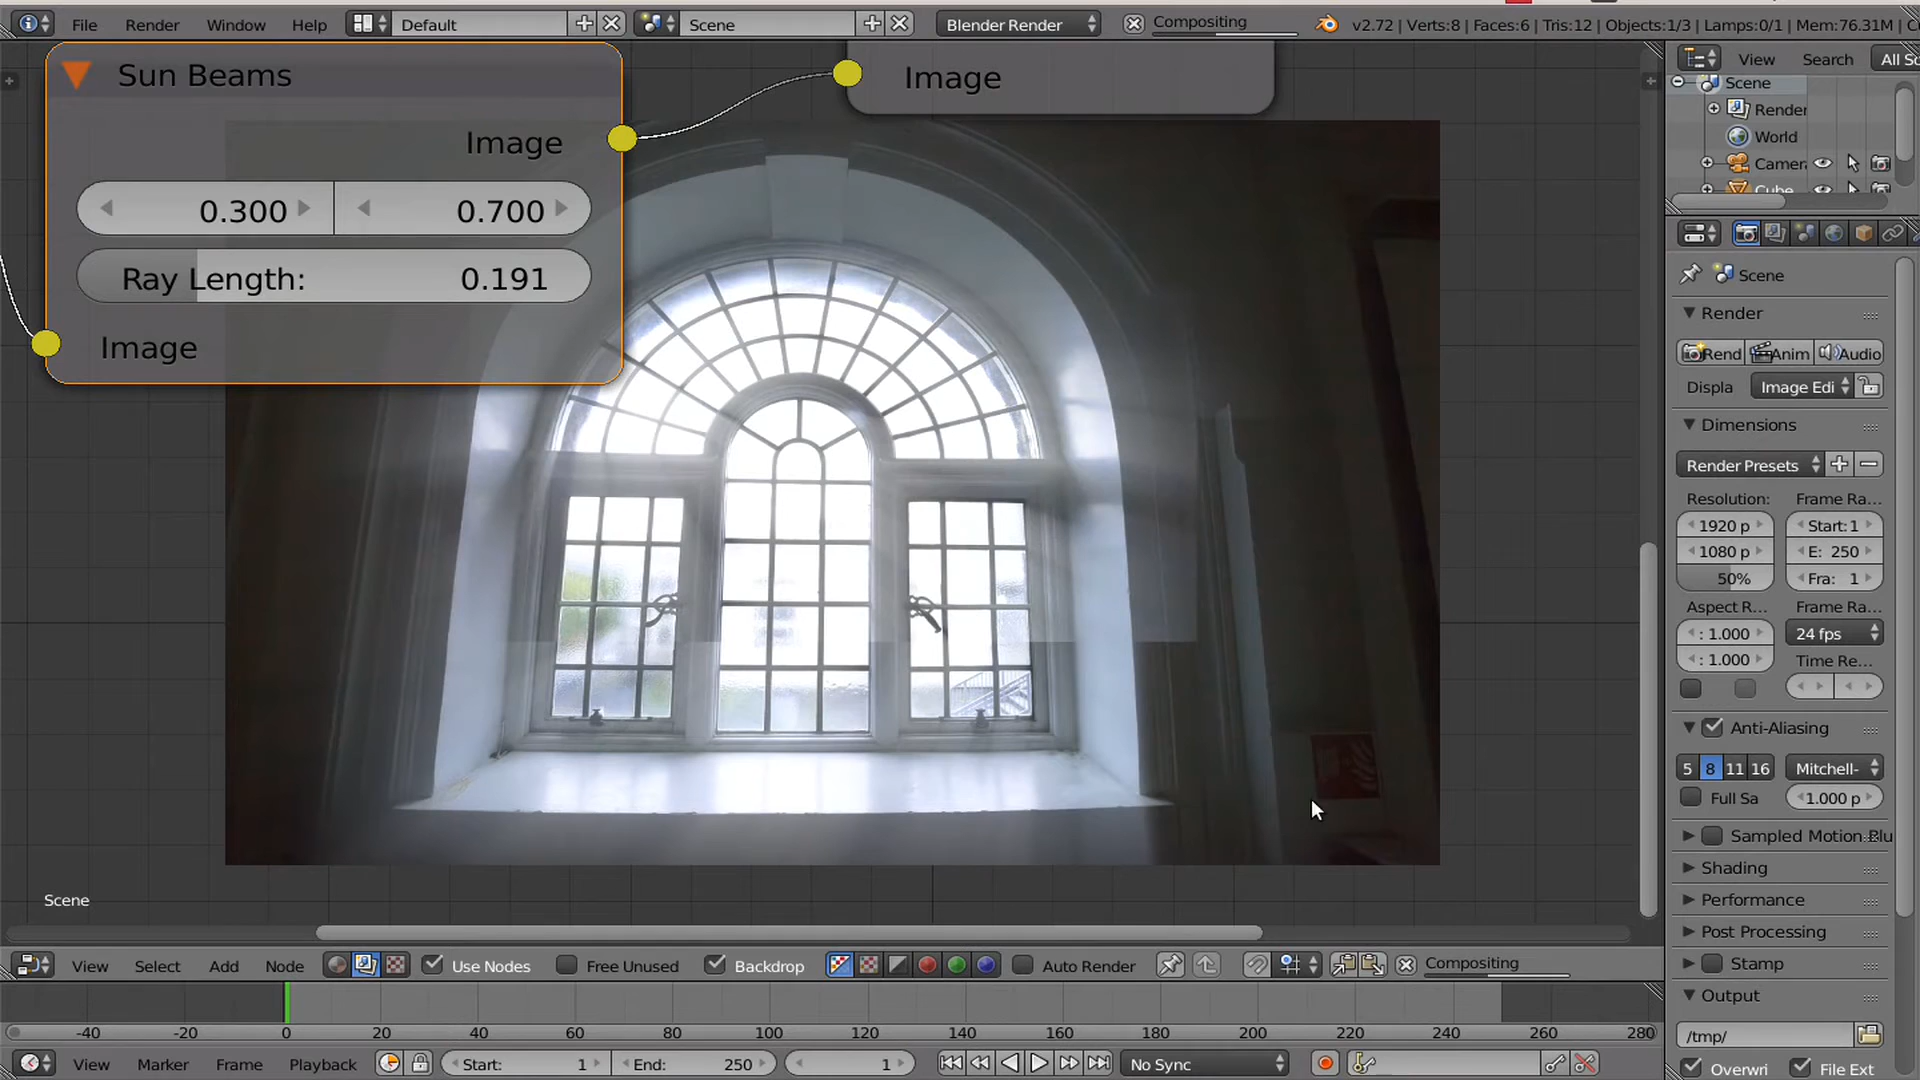 File Render Window Help Default Scene Blender Render Compositing v2.72 | Verts:8 | Faces:6 | Tris:12 | Objects:1/3 | Lamps:0/1 | Mem:76.31M
View Search All Sc
Scene
Render
World
Camera
Cube
Sun Beams
Image
0.300 0.700
Ray Length: 0.191
Image
Image
Scene
Scene
Render
Rend Anim Audio
Displa Image Edi
Dimensions
Render Presets
Resolution: Frame Ra...
1920 p Start:1
1080 p E: 250
50% Fra: 1
Aspect R... Frame Ra...
: 1.000 24 fps
: 1.000 Time Re...
Anti-Aliasing
5 8 11 16 Mitchell-
Full Sa 1.000 p
Sampled Motion Blu
Shading
Performance
Post Processing
Stamp
Output
/tmp/
Overwri File Ext
View Select Add Node Use Nodes Free Unused Backdrop Auto Render Compositing
-40 -20 0 20 40 60 80 100 120 140 160 180 200 220 240 260 280
View Marker Frame Playback Start: 1 End: 250 1 No Sync